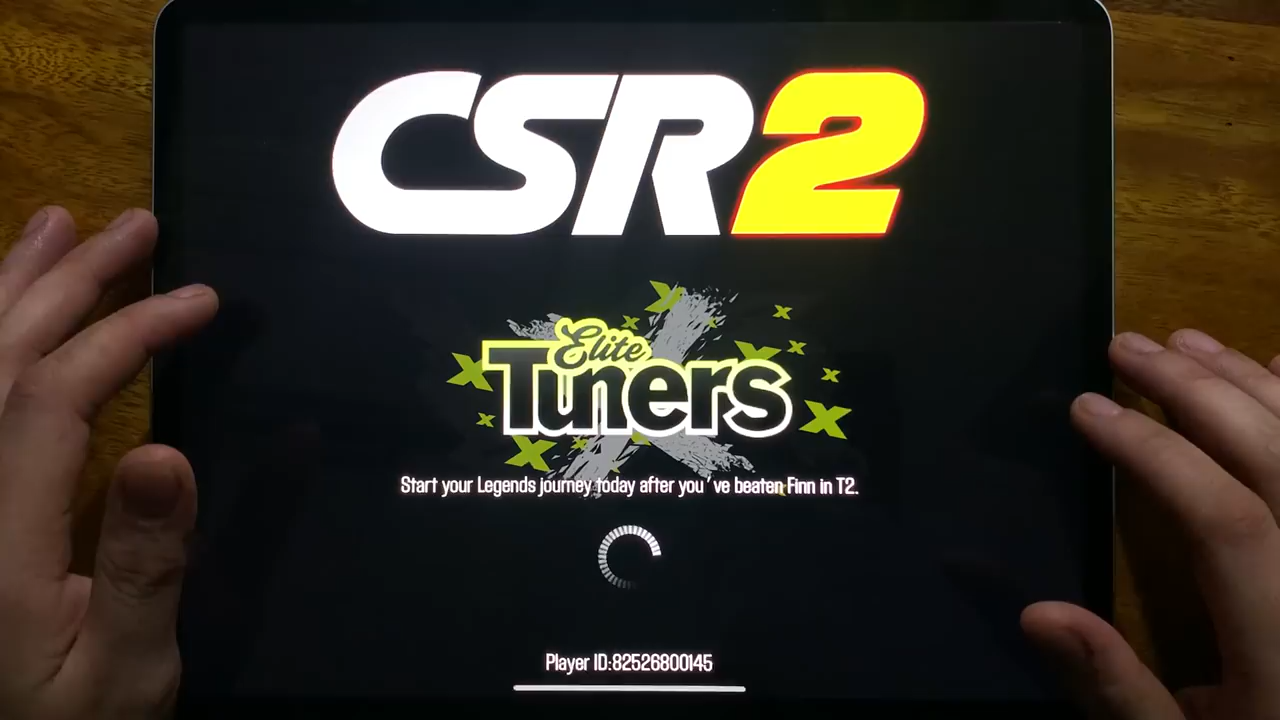 CSR2
Elite
Tuners
Start your Legends journey today after you've beaten Finn in T2.
Player ID:82526800145